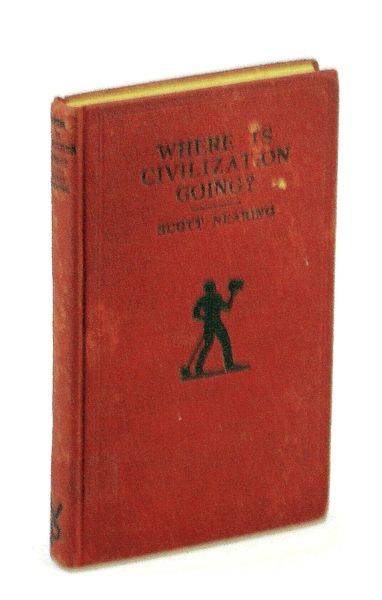 WHERE IS
CIVILIZATION
GOING?
SCOTT NEARING